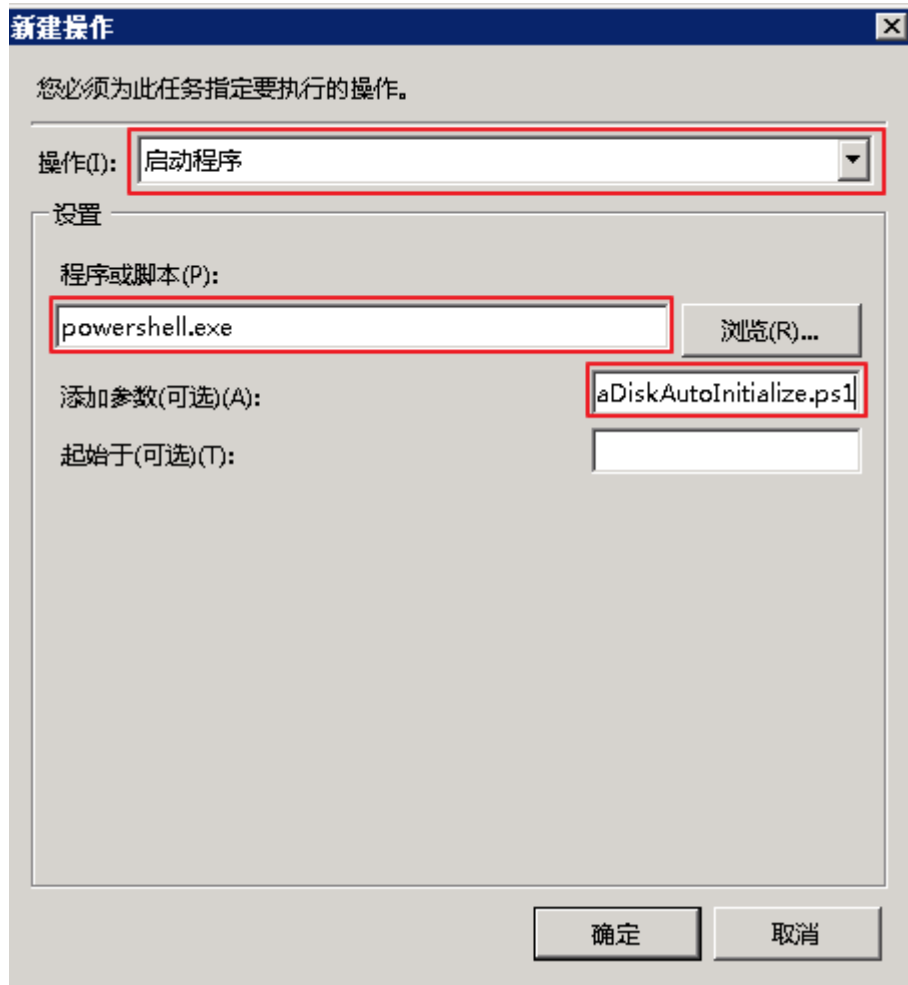 新建操作
您必须为此任务指定要执行的操作。
操作(I): 启动程序
设置
程序或脚本(P):
powershell.exe 浏览(R)...
添加参数(可选)(A): aDiskAutoInitialize.ps1
起始于(可选)(T):
确定 取消